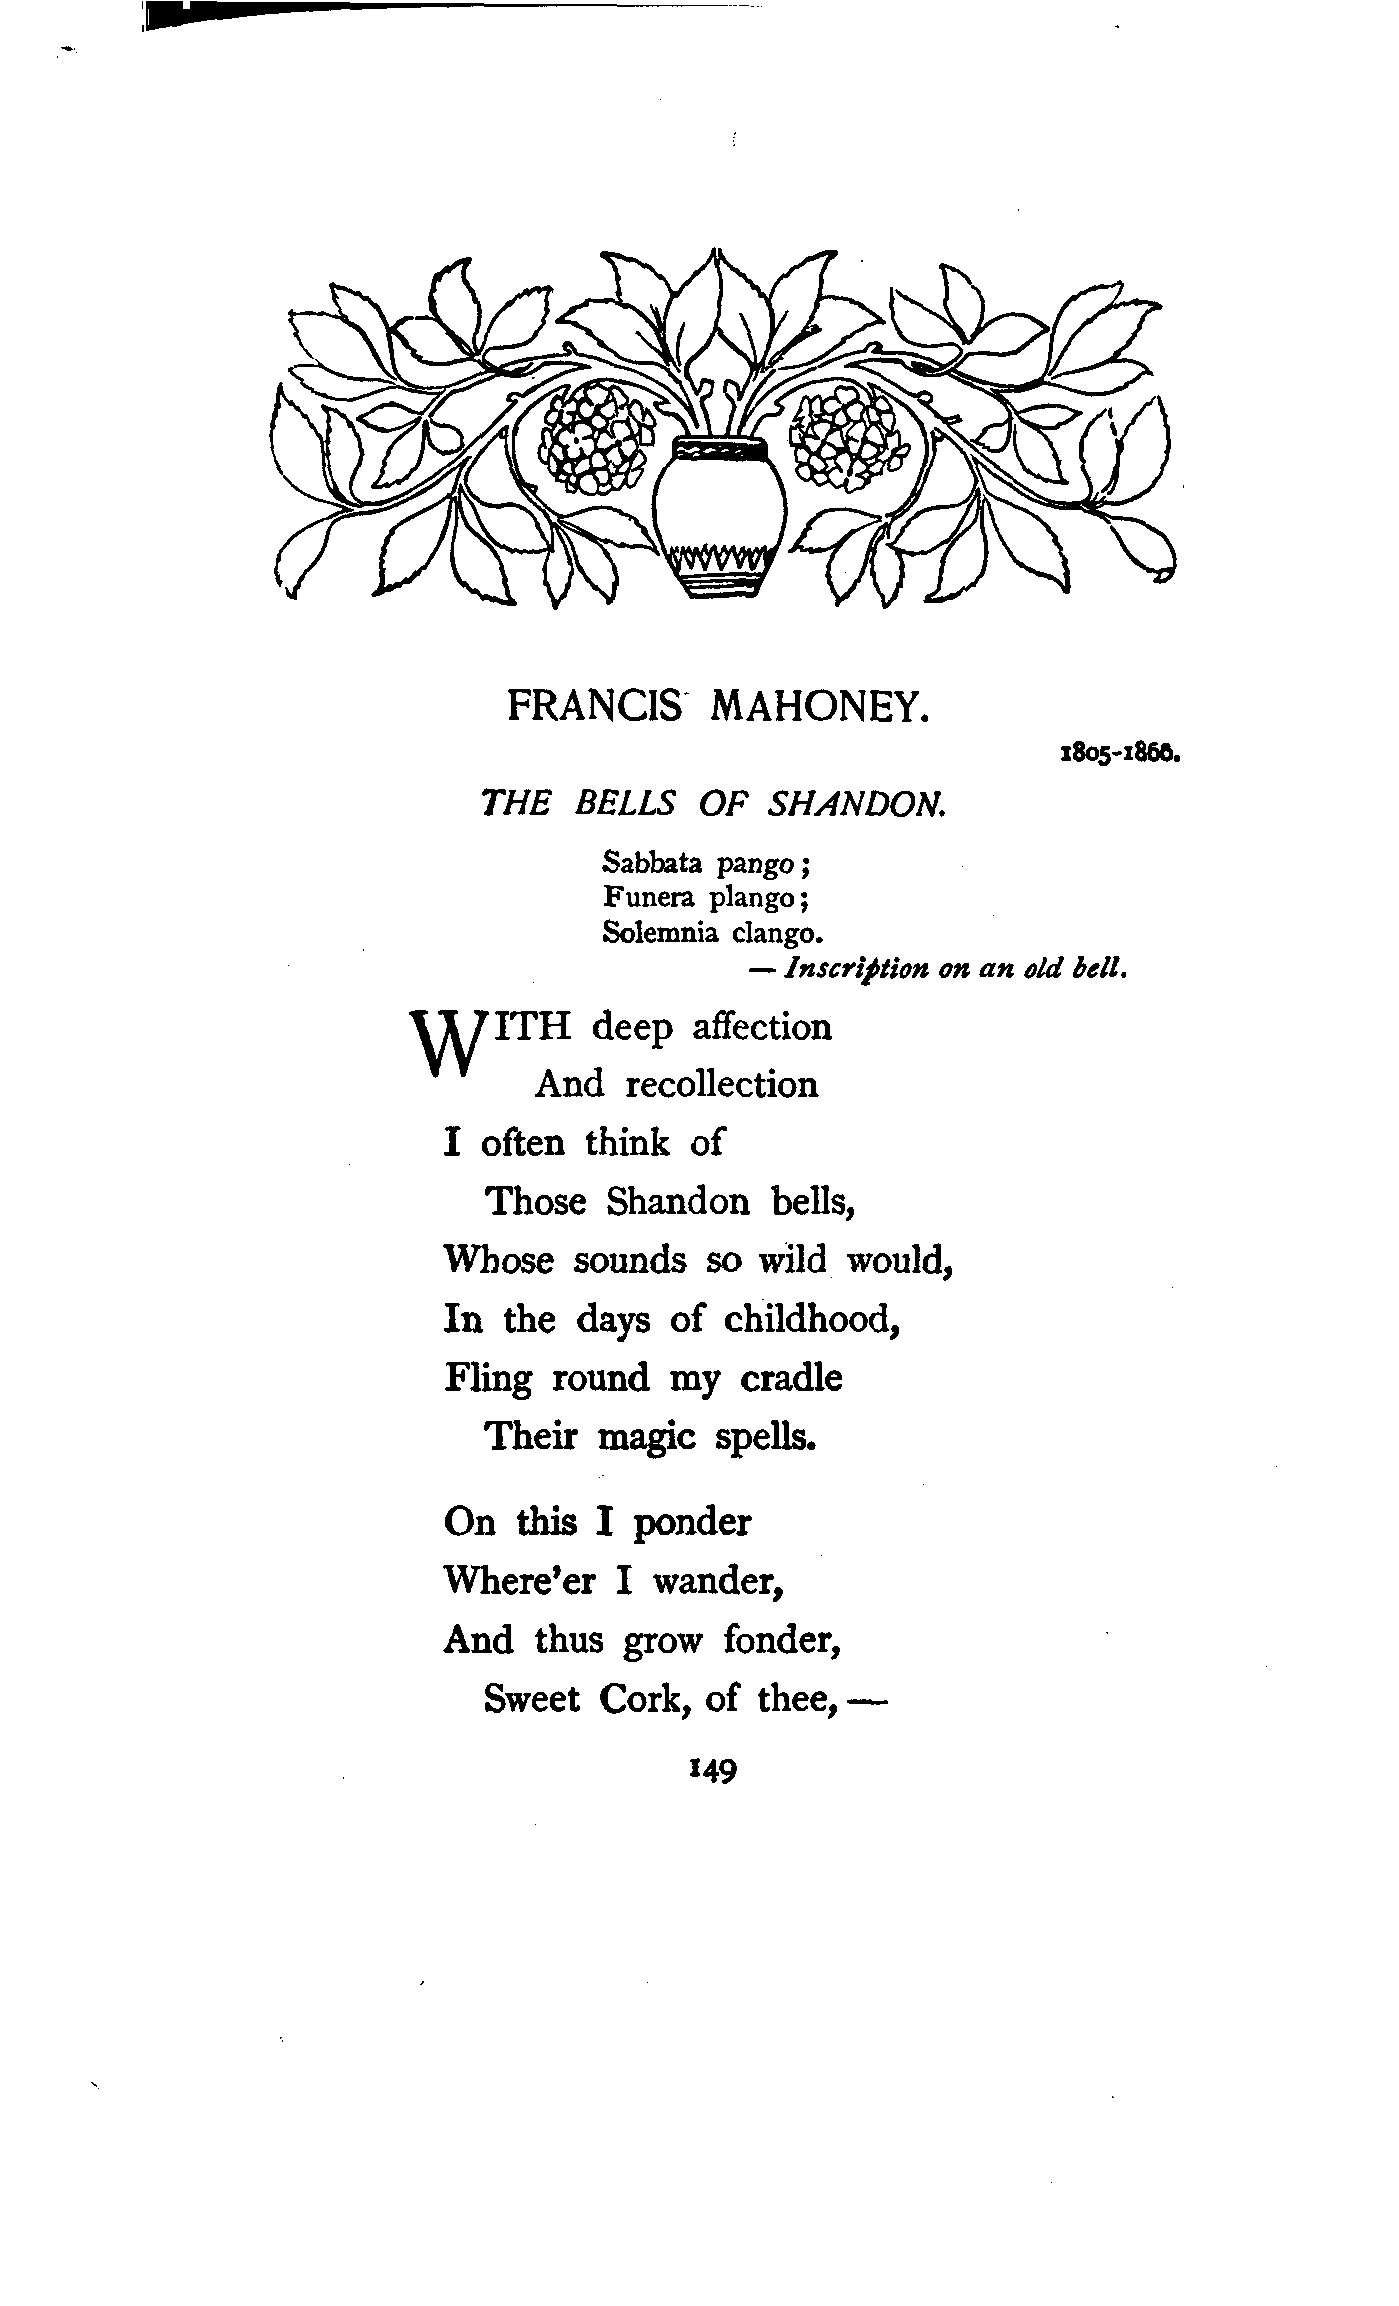 FRANCIS MAHONEY.
1805-1866.
THE BELLS OF SHANDON.
Sabbata pango;
Funera plango;
Solemnia clango.
— Inscription on an old bell.
WITH deep affection
And recollection
I often think of
Those Shandon bells,
Whose sounds so wild would,
In the days of childhood,
Fling round my cradle
Their magic spells.
On this I ponder
Where'er I wander,
And thus grow fonder,
Sweet Cork, of thee,—
149